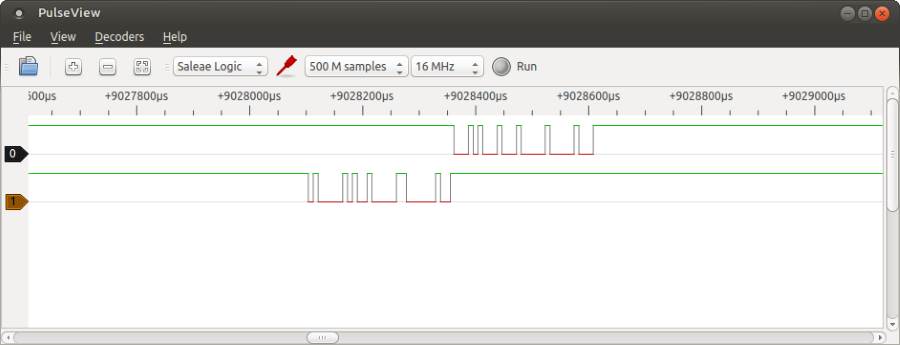 PulseView
File View Decoders Help
Saleae Logic 500 M samples 16 MHz Run
600µs +9027800µs +9028000µs +9028200µs +9028400µs +9028600µs +9028800µs +9029000µs
0
1